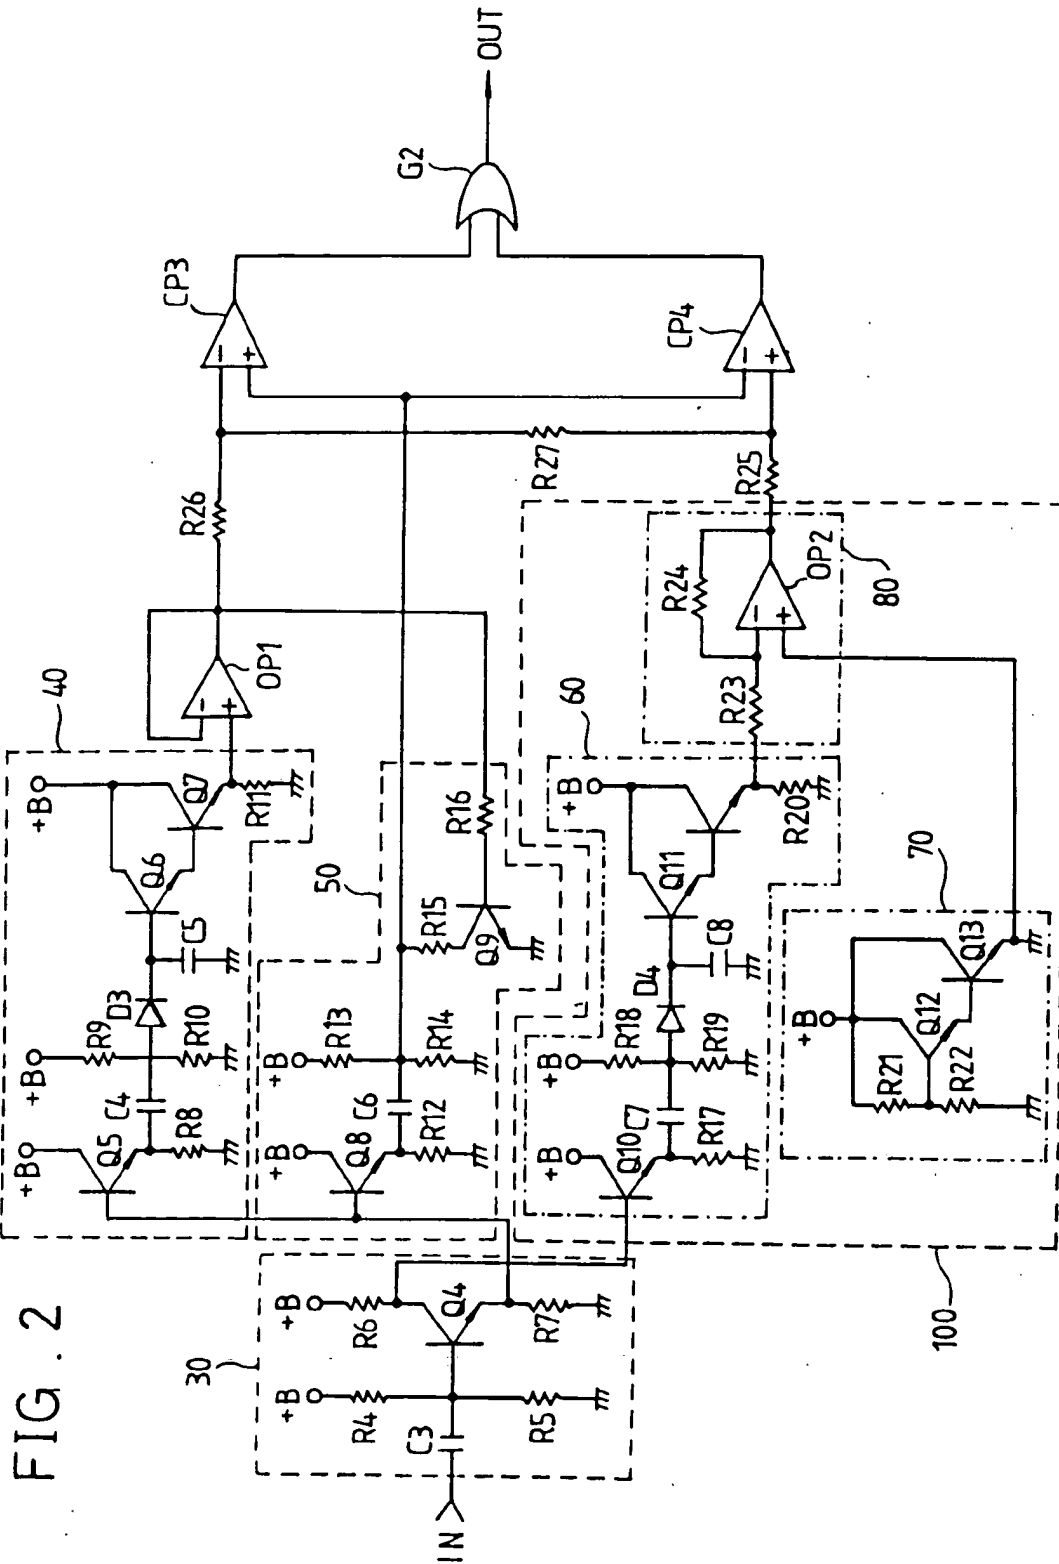 FIG. 2
IN
C3
30
+B
R4
R5
+B
R6
Q4
R7
40
+B
Q5
R8
C4
+B
R9
R10
D3
C5
Q6
+B
Q7
R11
OP1
-
+
R26
50
+B
Q8
R12
C6
+B
R13
R14
R15
Q9
R16
100
+B
Q10
R17
C7
+B
R18
R19
D4
C8
Q11
60
+B
R20
70
+B
R21
R22
Q12
Q13
80
R23
R24
OP2
-
+
R25
R27
CP3
-
+
CP4
-
+
G2
OUT